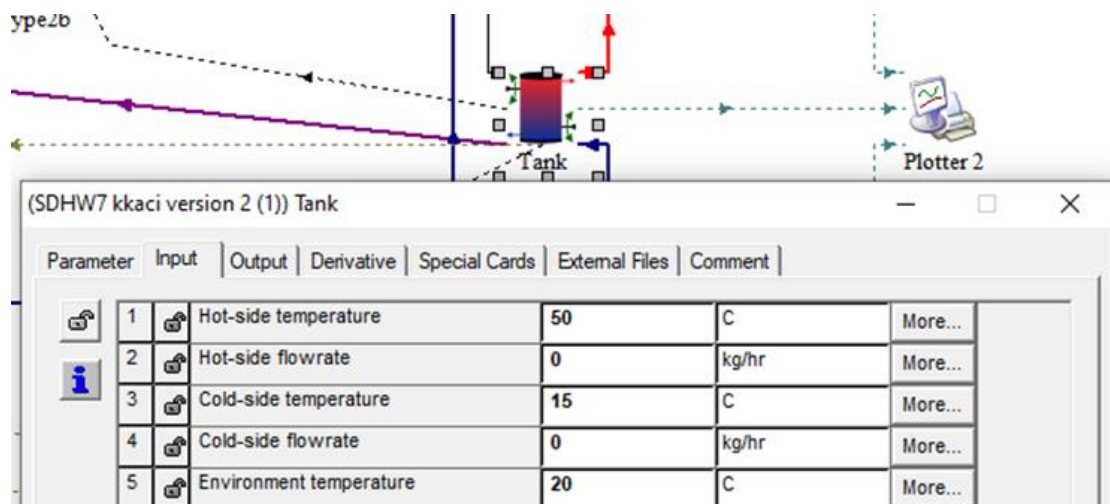 ype2b
Tank
Plotter 2
(SDHW7 kkaci version 2 (1)) Tank
Parameter Input Output Derivative Special Cards External Files Comment
1 Hot-side temperature 50 C More...
2 Hot-side flowrate 0 kg/hr More...
3 Cold-side temperature 15 C More...
4 Cold-side flowrate 0 kg/hr More...
5 Environment temperature 20 C More...